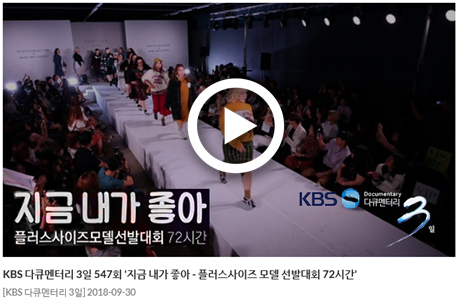 지금 내가 좋아
플러스사이즈모델선발대회 72시간
KBS Documentary 다큐멘터리 3일
KBS 다큐멘터리 3일 547회 '지금 내가 좋아 - 플러스사이즈 모델 선발대회 72시간'
[KBS 다큐멘터리 3일] 2018-09-30